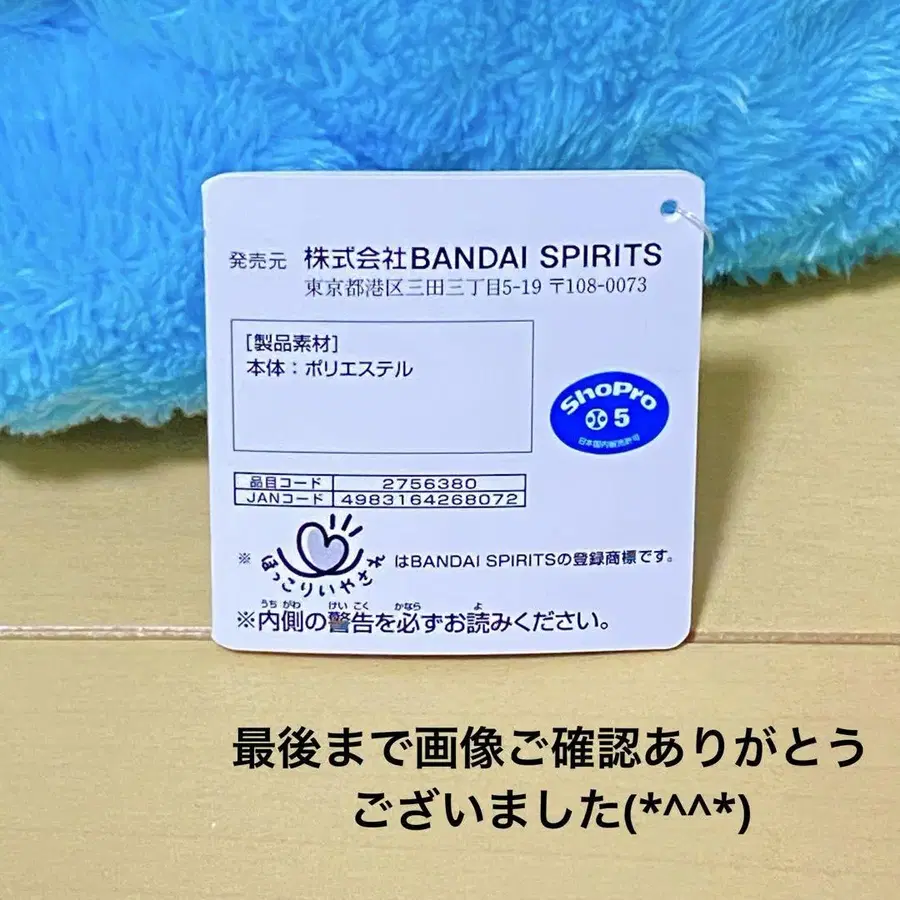 発売元 株式会社BANDAI SPIRITS
東京都港区三田三丁目5-19 〒108-0073
[製品素材]
本体：ポリエステル
ShoPro
小 5
日本国内販売許可
品目コード 2756380
JANコード 4983164268072
※ ほっこりいやされ はBANDAI SPIRITSの登録商標です。
うちがわ けいこく かなら よ
※内側の警告を必ずお読みください。
最後まで画像ご確認ありがとう
ございました(*^^*)